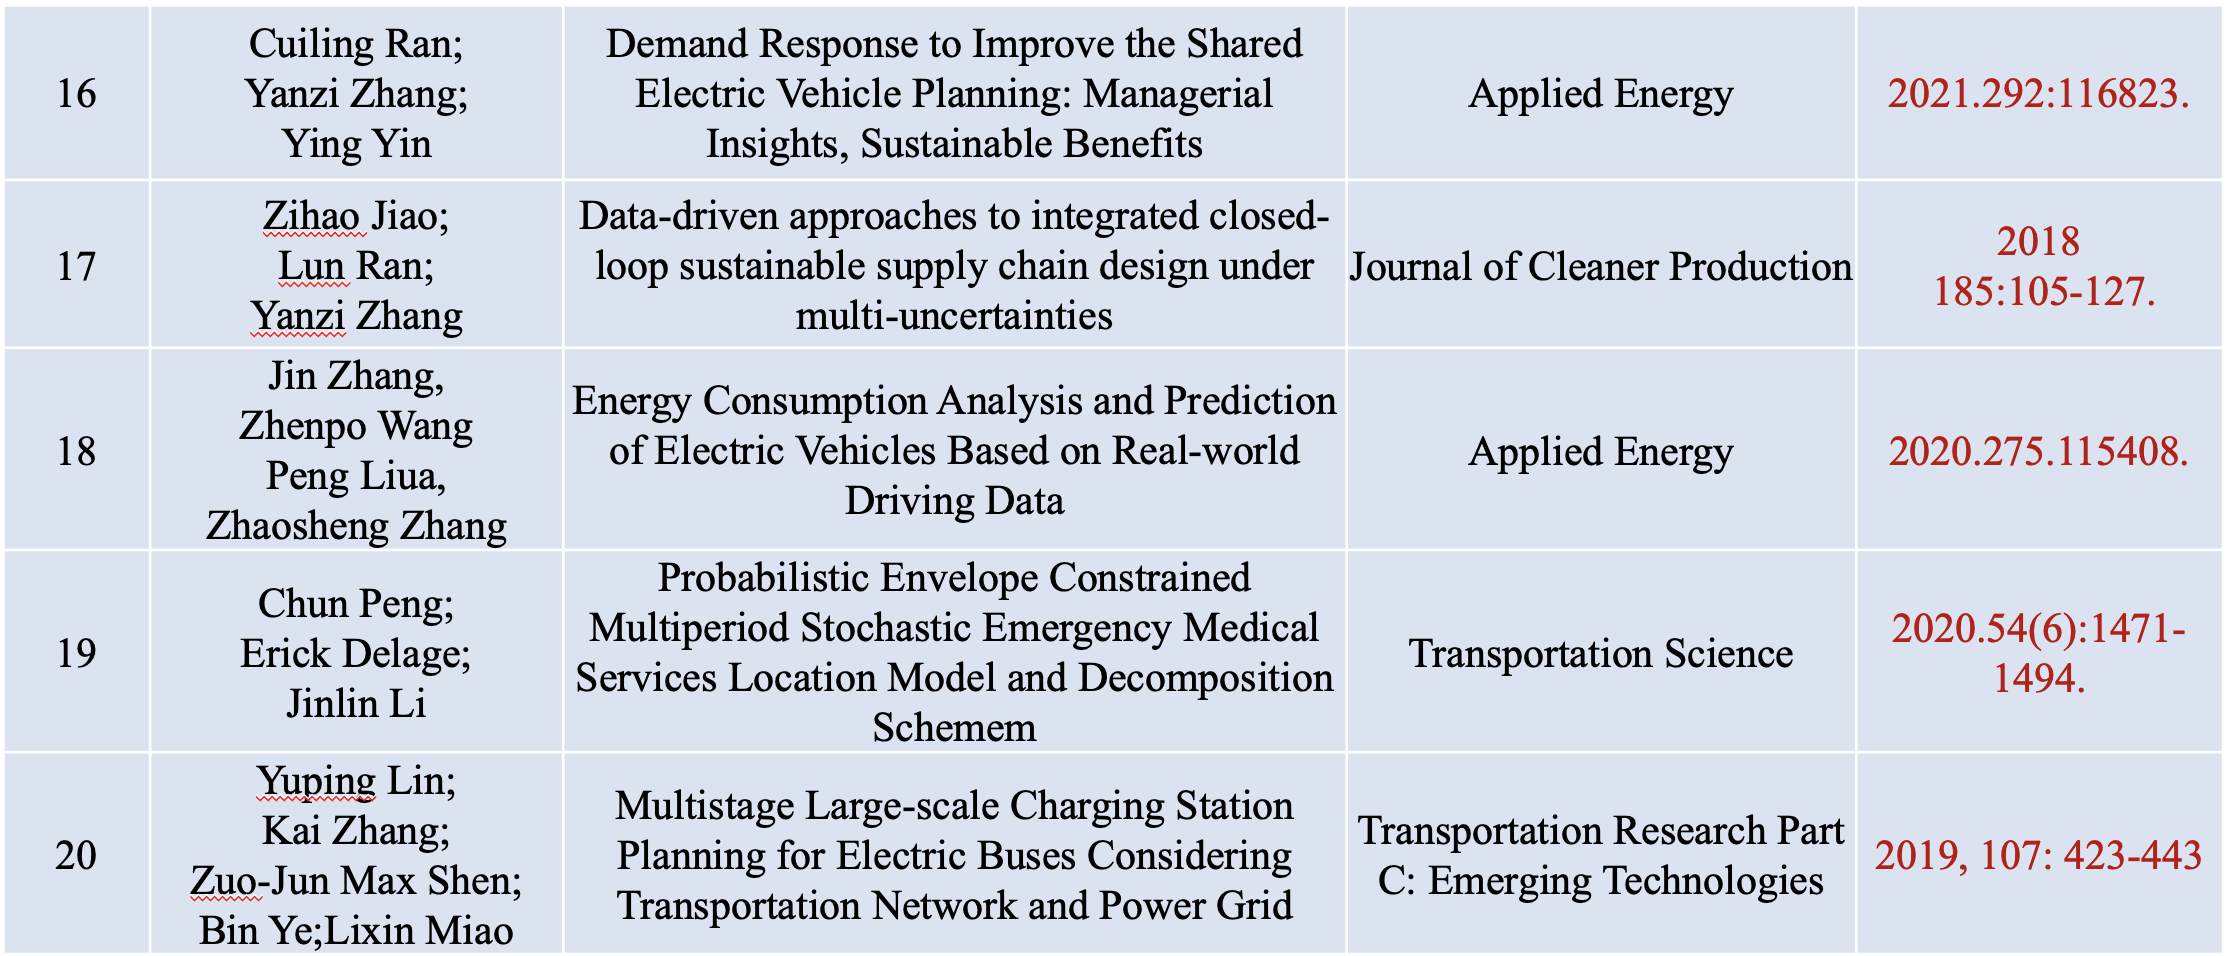 16
Cuiling Ran;
Yanzi Zhang;
Ying Yin
Demand Response to Improve the Shared
Electric Vehicle Planning: Managerial
Insights, Sustainable Benefits
Applied Energy
2021.292:116823.
17
Zihao Jiao;
Lun Ran;
Yanzi Zhang
Data-driven approaches to integrated closed-
loop sustainable supply chain design under
multi-uncertainties
Journal of Cleaner Production
2018
185:105-127.
18
Jin Zhang,
Zhenpo Wang
Peng Liua,
Zhaosheng Zhang
Energy Consumption Analysis and Prediction
of Electric Vehicles Based on Real-world
Driving Data
Applied Energy
2020.275.115408.
19
Chun Peng;
Erick Delage;
Jinlin Li
Probabilistic Envelope Constrained
Multiperiod Stochastic Emergency Medical
Services Location Model and Decomposition
Schemem
Transportation Science
2020.54(6):1471-
1494.
20
Yuping Lin;
Kai Zhang;
Zuo-Jun Max Shen;
Bin Ye;Lixin Miao
Multistage Large-scale Charging Station
Planning for Electric Buses Considering
Transportation Network and Power Grid
Transportation Research Part
C: Emerging Technologies
2019, 107: 423-443